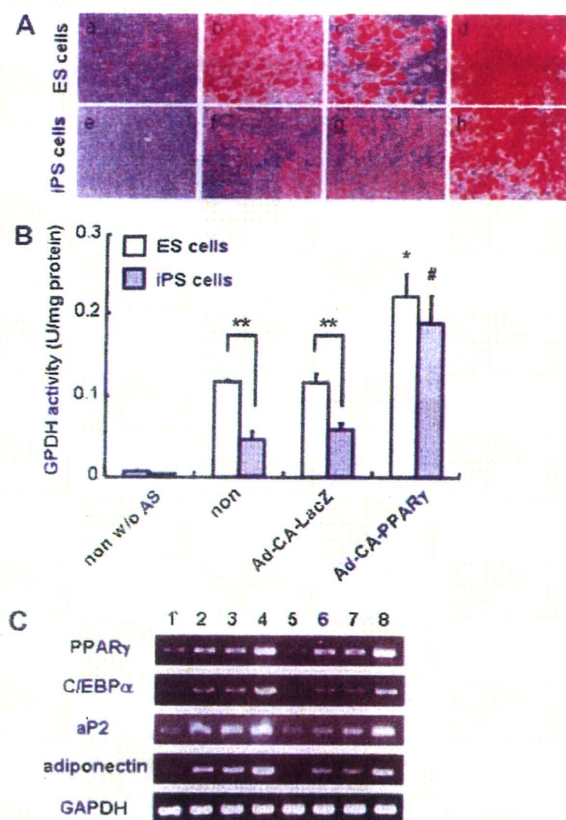 A
ES cells
a b c d
iPS cells
e f g h
B
GPDH activity (U/mg protein)
0.3
0.2
0.1
0
ES cells
iPS cells
** ** * #
non w/o AS
non
Ad-CA-LacZ
Ad-CA-PPARγ
C
1 2 3 4 5 6 7 8
PPARγ
C/EBPα
aP2
adiponectin
GAPDH